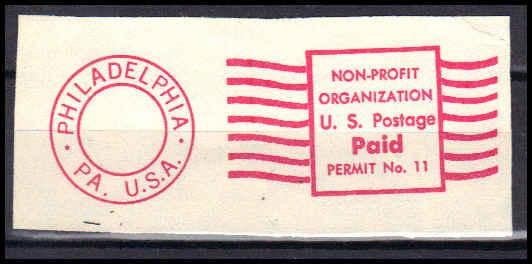 PHILADELPHIA
· PA. U.S.A. ·
NON-PROFIT
ORGANIZATION
U. S. Postage
Paid
PERMIT No. 11